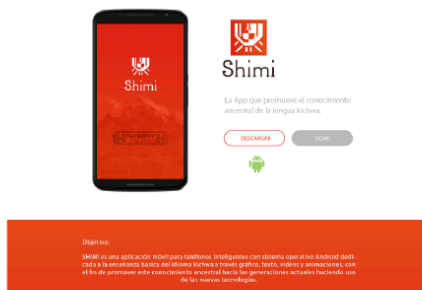 Shimi
Shimi
La App que promueve el conocimiento
ancestral de la lengua kichwa.
DESCARGAR
DEMO
Objetivo:
SHIMI es una aplicación móvil para teléfonos inteligentes con sistema operativo Android dedi-
cada a la enseñanza básica del idioma kichwa a través gráfico, texto, videos y animaciones, con
el fin de promover este conocimiento ancestral hacia las generaciones actuales haciendo uso
de las nuevas tecnologías.